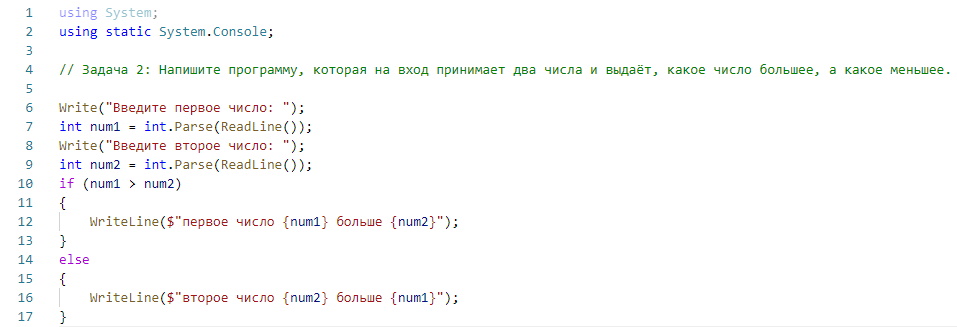 1 using System;
2 using static System.Console;
3
4 // Задача 2: Напишите программу, которая на вход принимает два числа и выдаёт, какое число большее, а какое меньшее.
5
6 Write("Введите первое число: ");
7 int num1 = int.Parse(ReadLine());
8 Write("Введите второе число: ");
9 int num2 = int.Parse(ReadLine());
10 if (num1 > num2)
11 {
12     WriteLine($"первое число {num1} больше {num2}");
13 }
14 else
15 {
16     WriteLine($"второе число {num2} больше {num1}");
17 }